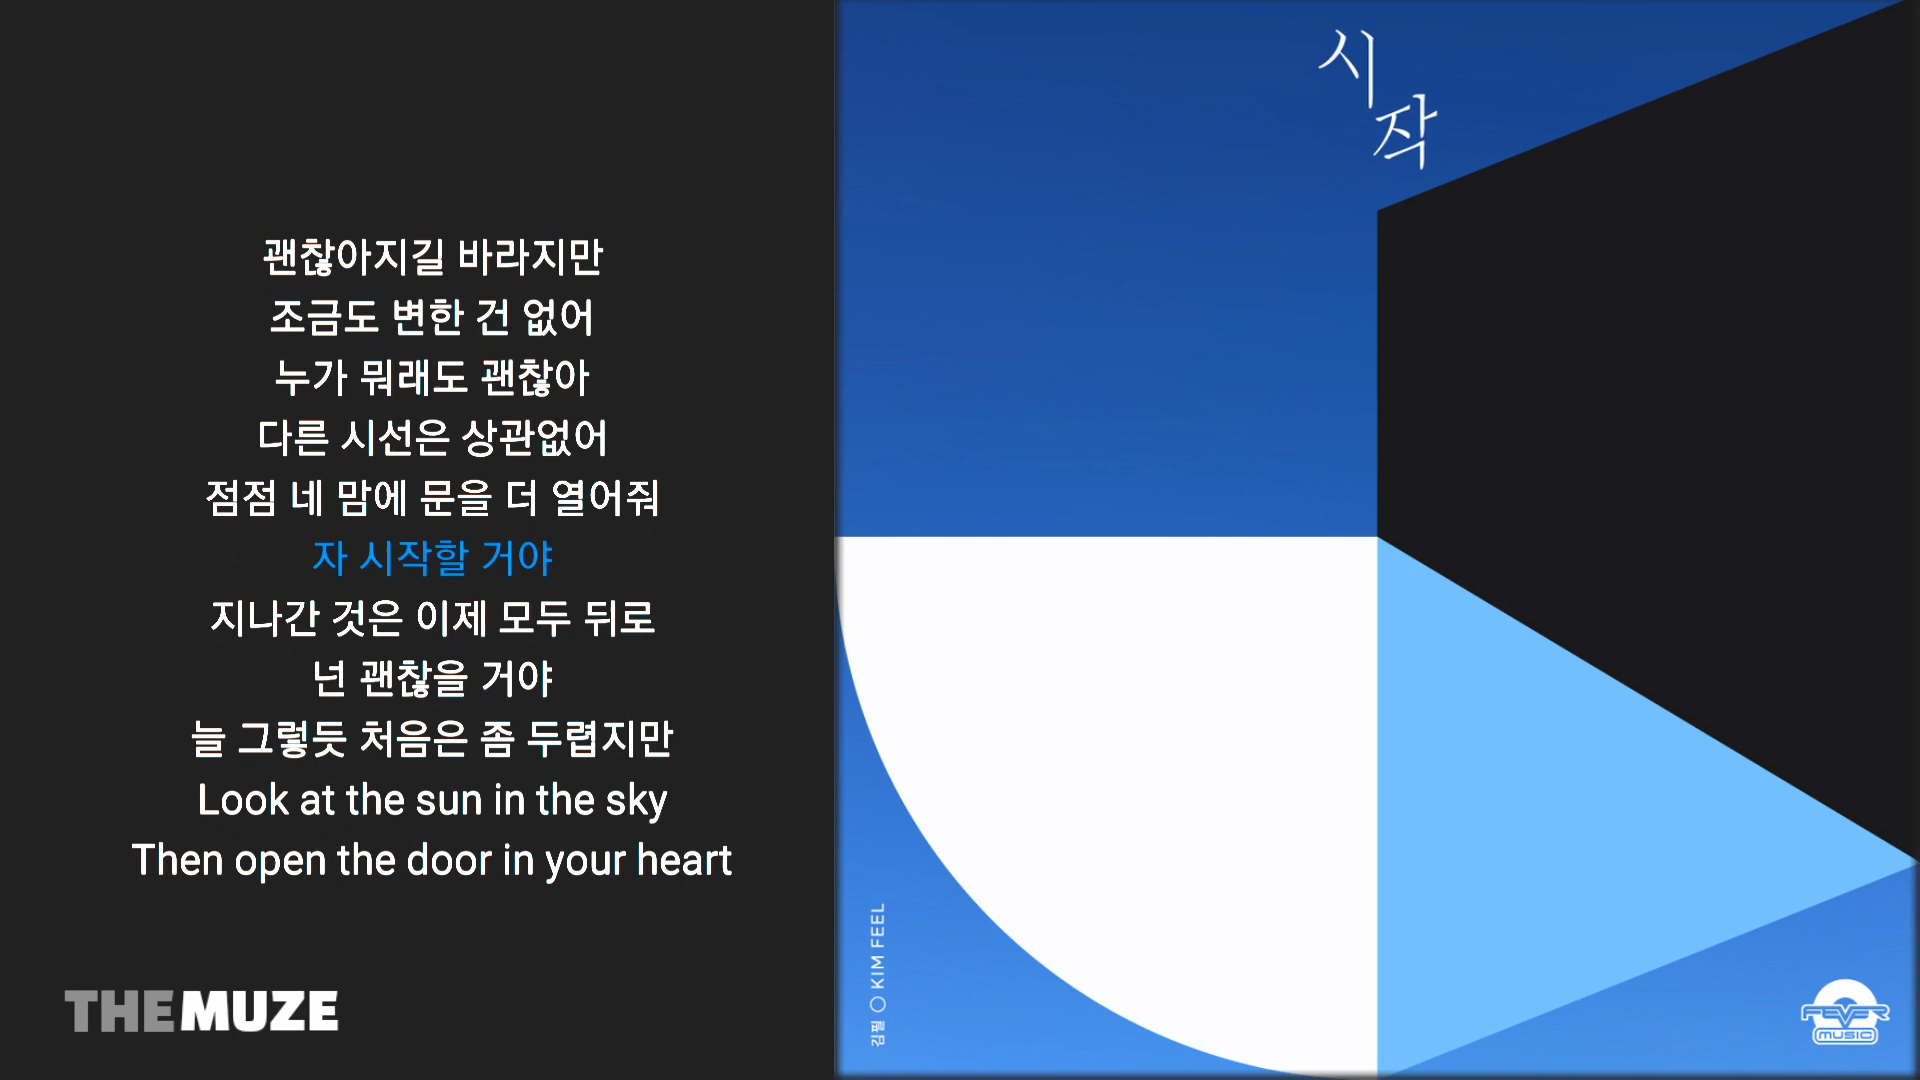 괜찮아지길 바라지만
조금도 변한 건 없어
누가 뭐래도 괜찮아
다른 시선은 상관없어
점점 네 맘에 문을 더 열어줘
자 시작할 거야
지나간 것은 이제 모두 뒤로
넌 괜찮을 거야
늘 그렇듯 처음은 좀 두렵지만
Look at the sun in the sky
Then open the door in your heart
THEMUZE
시
작
김필 ○ KIM FEEL
FEVER
MUSIC